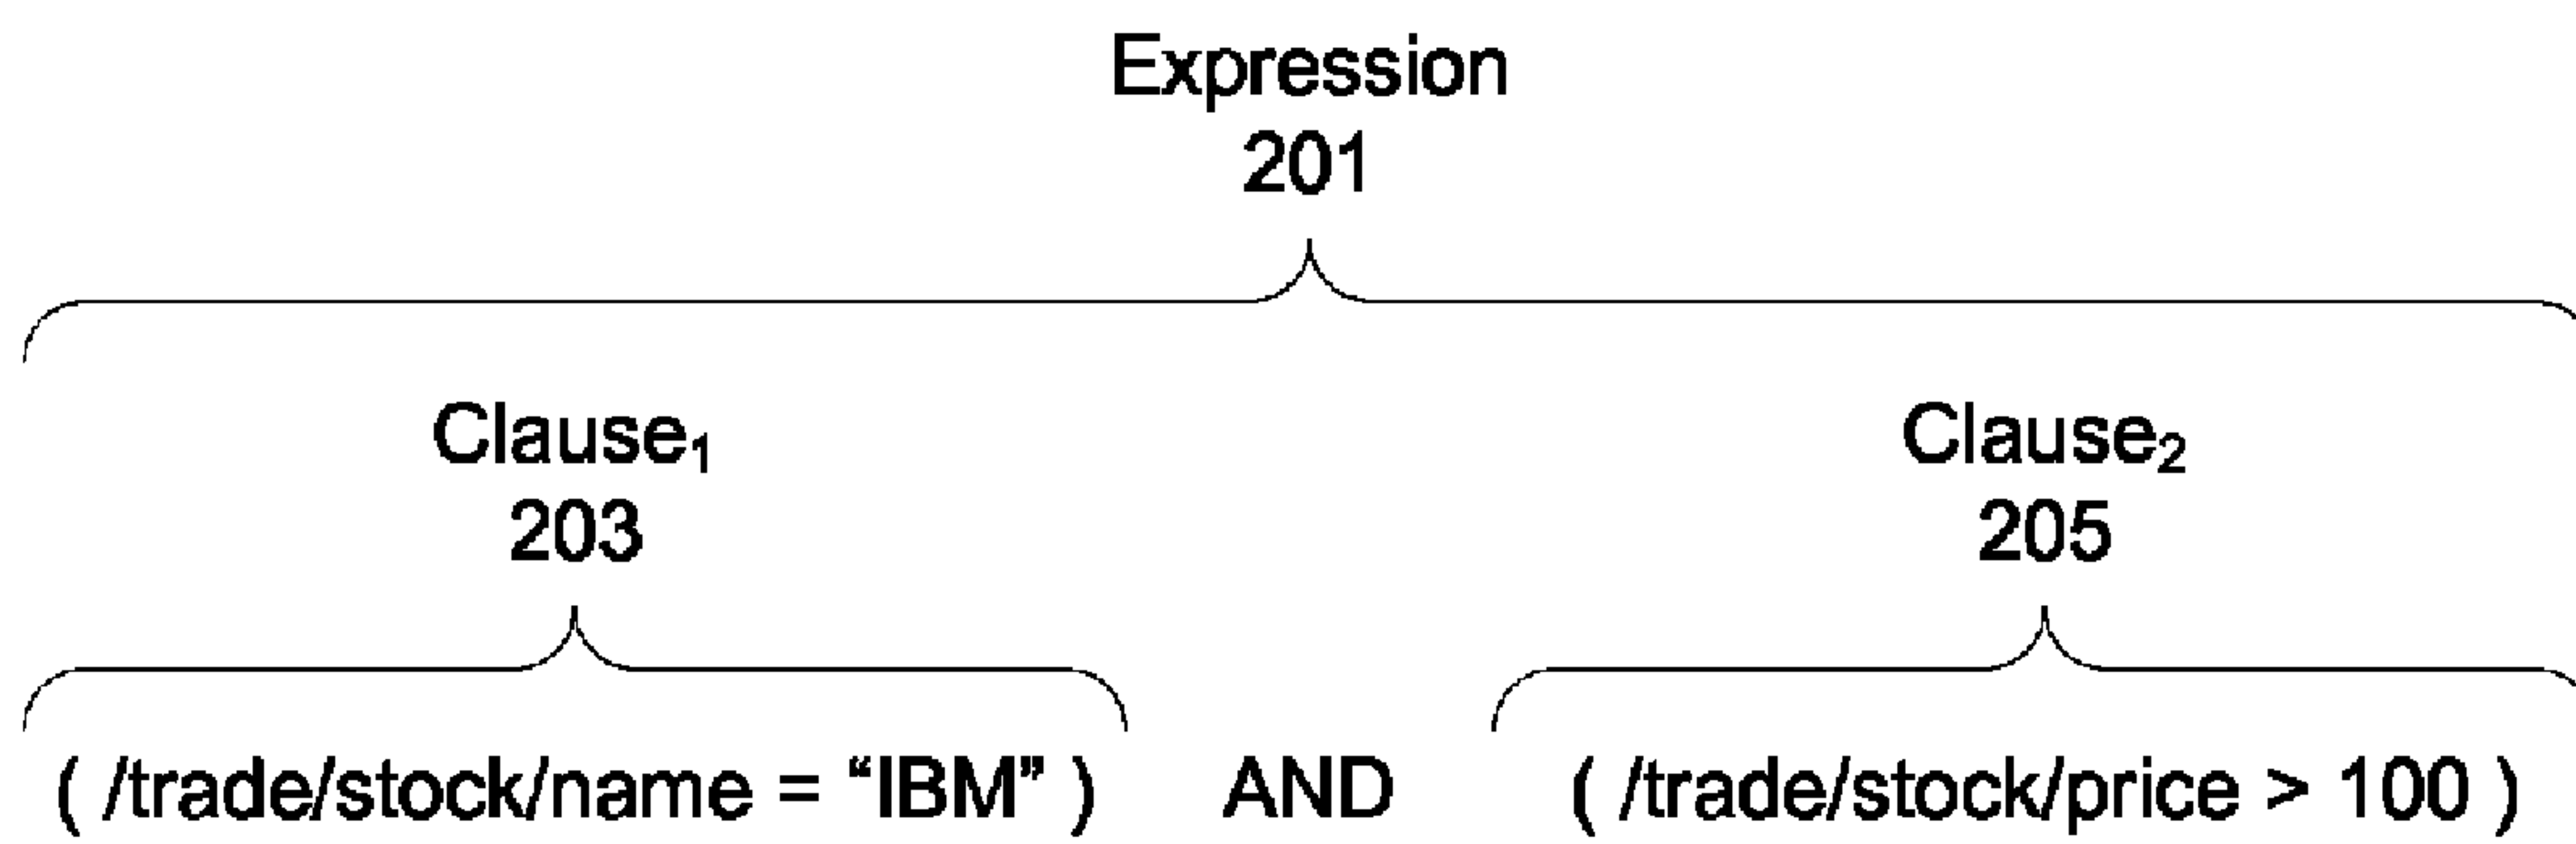 Expression
201
Clause₁ Clause₂
203 205
( /trade/stock/name = “IBM” ) AND ( /trade/stock/price > 100 )